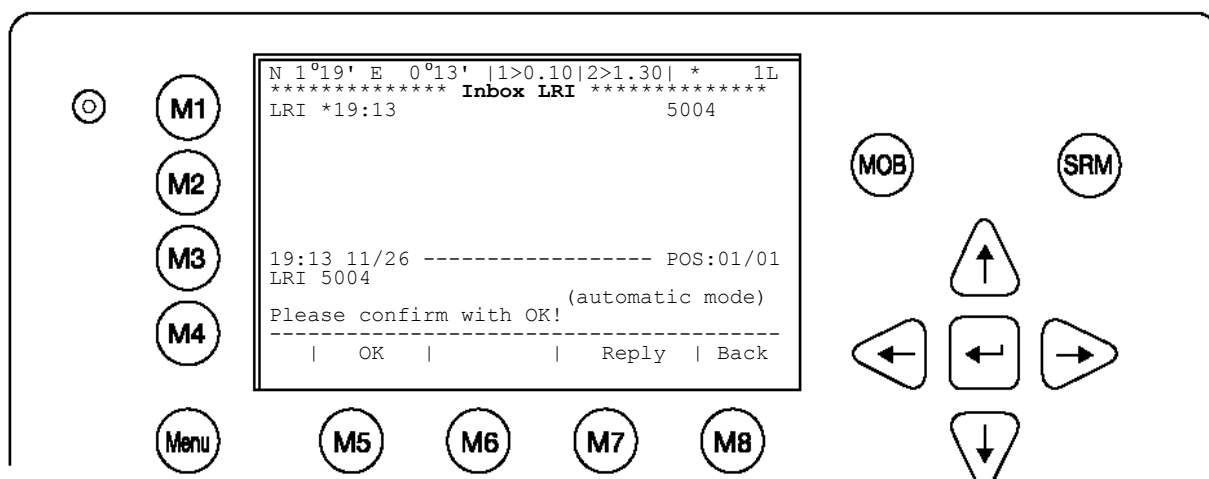 N 1°19' E 0°13' |1>0.10|2>1.30| * 1L
************** Inbox LRI **************
LRI *19:13 5004
19:13 11/26 ------------------ POS:01/01
LRI 5004
(automatic mode)
Please confirm with OK!
----------------------------------------
| OK | | Reply | Back
M1
M2
M3
M4
MOB
SRM
Menu
M5
M6
M7
M8